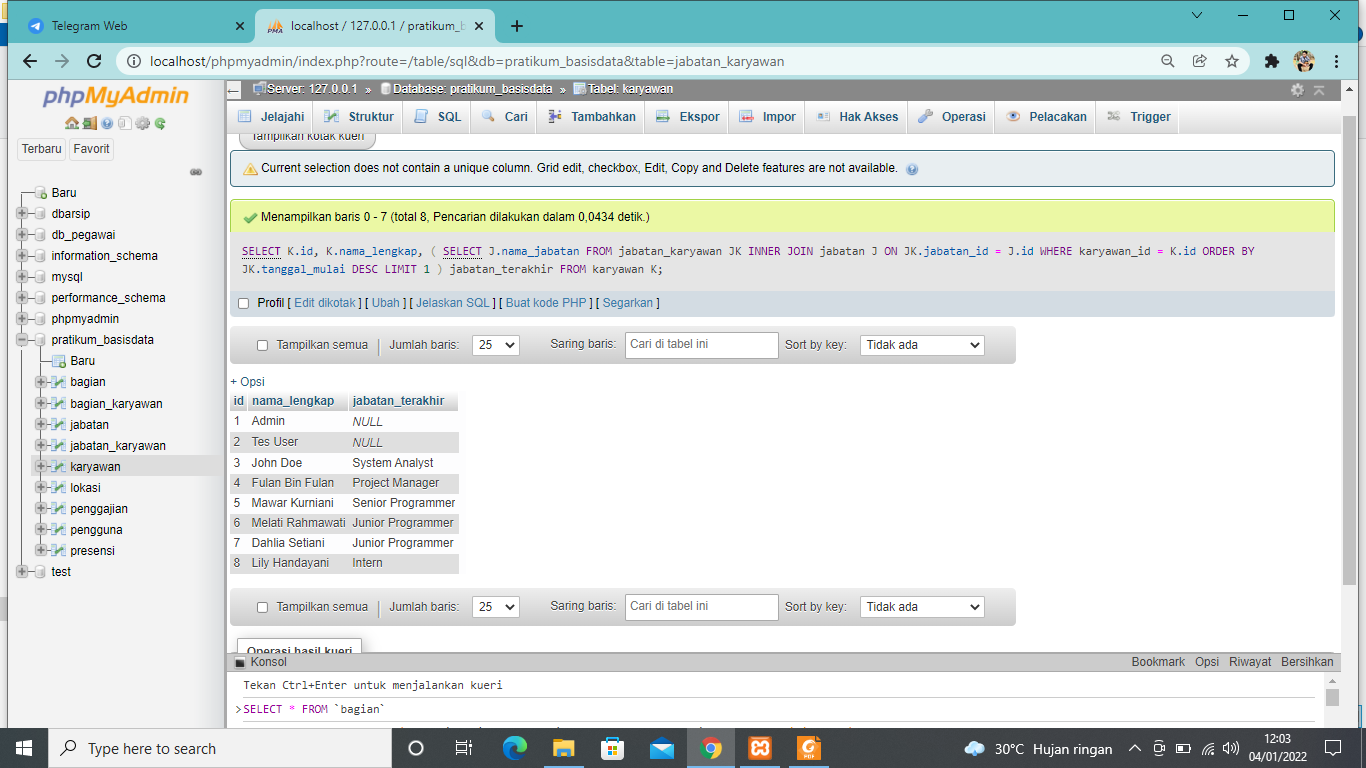 Telegram Web
localhost / 127.0.0.1 / pratikum_b
localhost/phpmyadmin/index.php?route=/table/sql&db=pratikum_basisdata&table=jabatan_karyawan
phpMyAdmin
Terbaru Favorit
Baru
dbarsip
db_pegawai
information_schema
mysql
performance_schema
phpmyadmin
pratikum_basisdata
Baru
bagian
bagian_karyawan
jabatan
jabatan_karyawan
karyawan
lokasi
penggajian
pengguna
presensi
test
Server: 127.0.0.1 » Database: pratikum_basisdata » Tabel: karyawan
Jelajahi Struktur SQL Cari Tambahkan Ekspor Impor Hak Akses Operasi Pelacakan Trigger
Tampilkan kotak kueri
Current selection does not contain a unique column. Grid edit, checkbox, Edit, Copy and Delete features are not available.
Menampilkan baris 0 - 7 (total 8, Pencarian dilakukan dalam 0,0434 detik.)
SELECT K.id, K.nama_lengkap, ( SELECT J.nama_jabatan FROM jabatan_karyawan JK INNER JOIN jabatan J ON JK.jabatan_id = J.id WHERE karyawan_id = K.id ORDER BY
JK.tanggal_mulai DESC LIMIT 1 ) jabatan_terakhir FROM karyawan K;
Profil [ Edit dikotak ] [ Ubah ] [ Jelaskan SQL ] [ Buat kode PHP ] [ Segarkan ]
Tampilkan semua | Jumlah baris: 25 Saring baris: Cari di tabel ini Sort by key: Tidak ada
+ Opsi
id nama_lengkap jabatan_terakhir
1 Admin NULL
2 Tes User NULL
3 John Doe System Analyst
4 Fulan Bin Fulan Project Manager
5 Mawar Kurniani Senior Programmer
6 Melati Rahmawati Junior Programmer
7 Dahlia Setiani Junior Programmer
8 Lily Handayani Intern
Tampilkan semua | Jumlah baris: 25 Saring baris: Cari di tabel ini Sort by key: Tidak ada
Operasi hasil kueri
Konsol Bookmark Opsi Riwayat Bersihkan
Tekan Ctrl+Enter untuk menjalankan kueri
>SELECT * FROM `bagian`
Type here to search
30°C Hujan ringan
12:03
04/01/2022